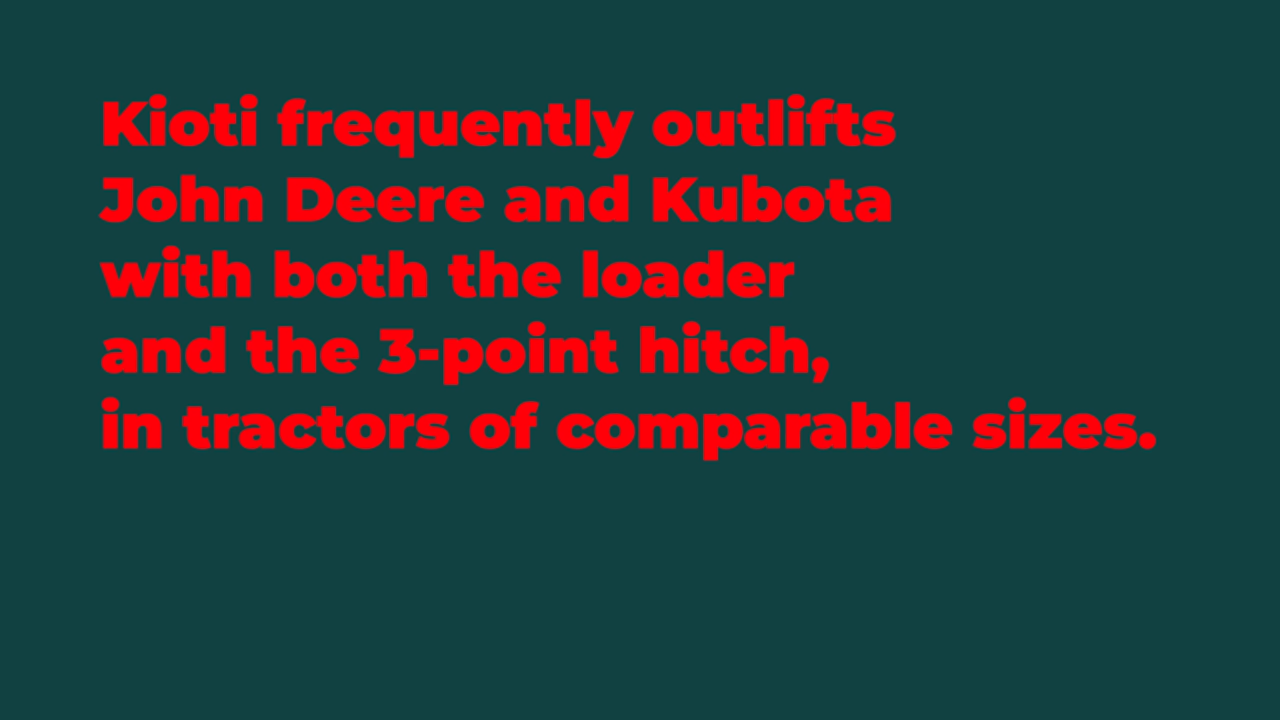 Kioti frequently outlifts
John Deere and Kubota
with both the loader
and the 3-point hitch,
in tractors of comparable sizes.